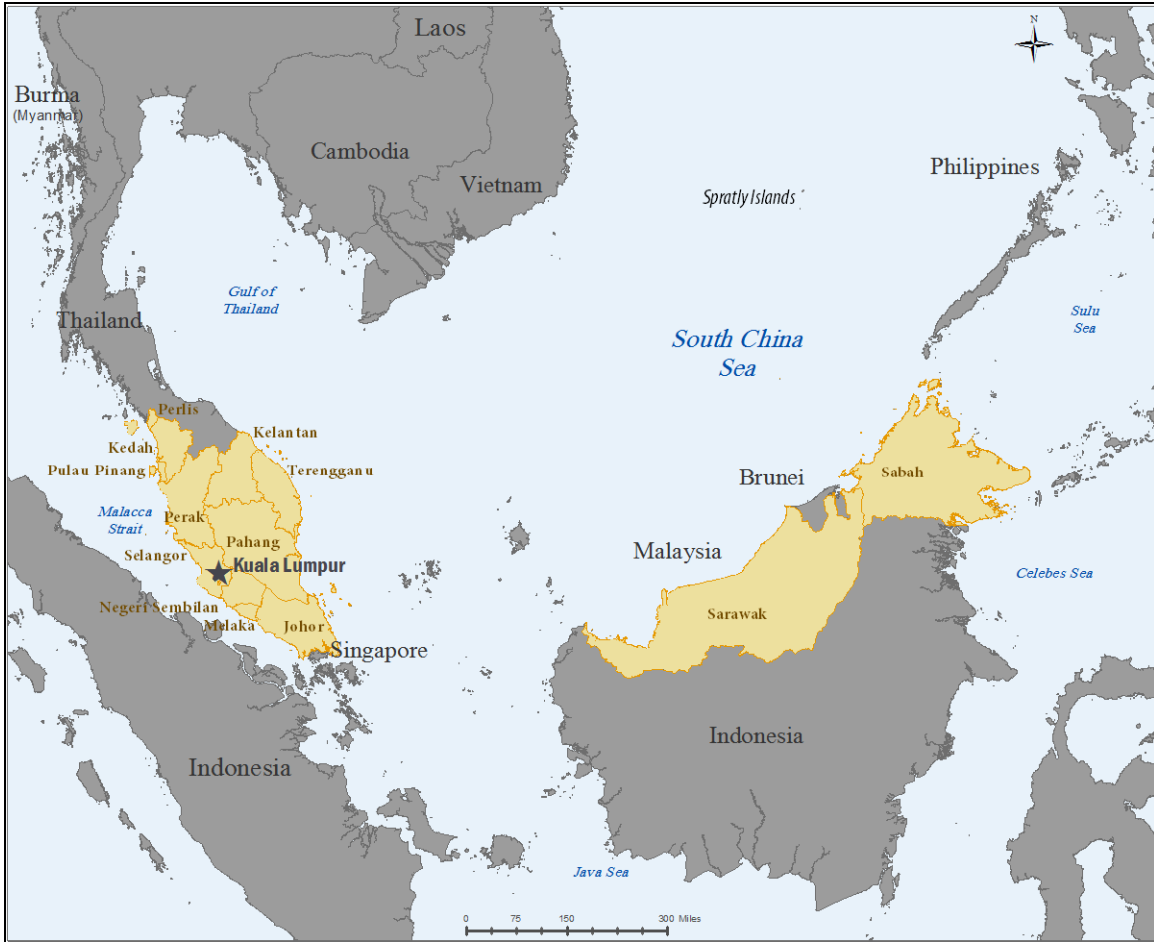 N
Laos
Burma
(Myanmar)
Cambodia
Vietnam
Philippines
Spratly Islands
Gulf of
Thailand
Thailand
South China
Sea
Sulu
Sea
Perlis
Kelantan
Kedah
Pulau Pinang
Terengganu
Brunei
Sabah
Malacca
Strait
Perak
Pahang
Selangor
Malaysia
Kuala Lumpur
Celebes Sea
Negeri Sembilan
Melaka
Johor
Sarawak
Singapore
Indonesia
Indonesia
Java Sea
0 75 150 300 Miles